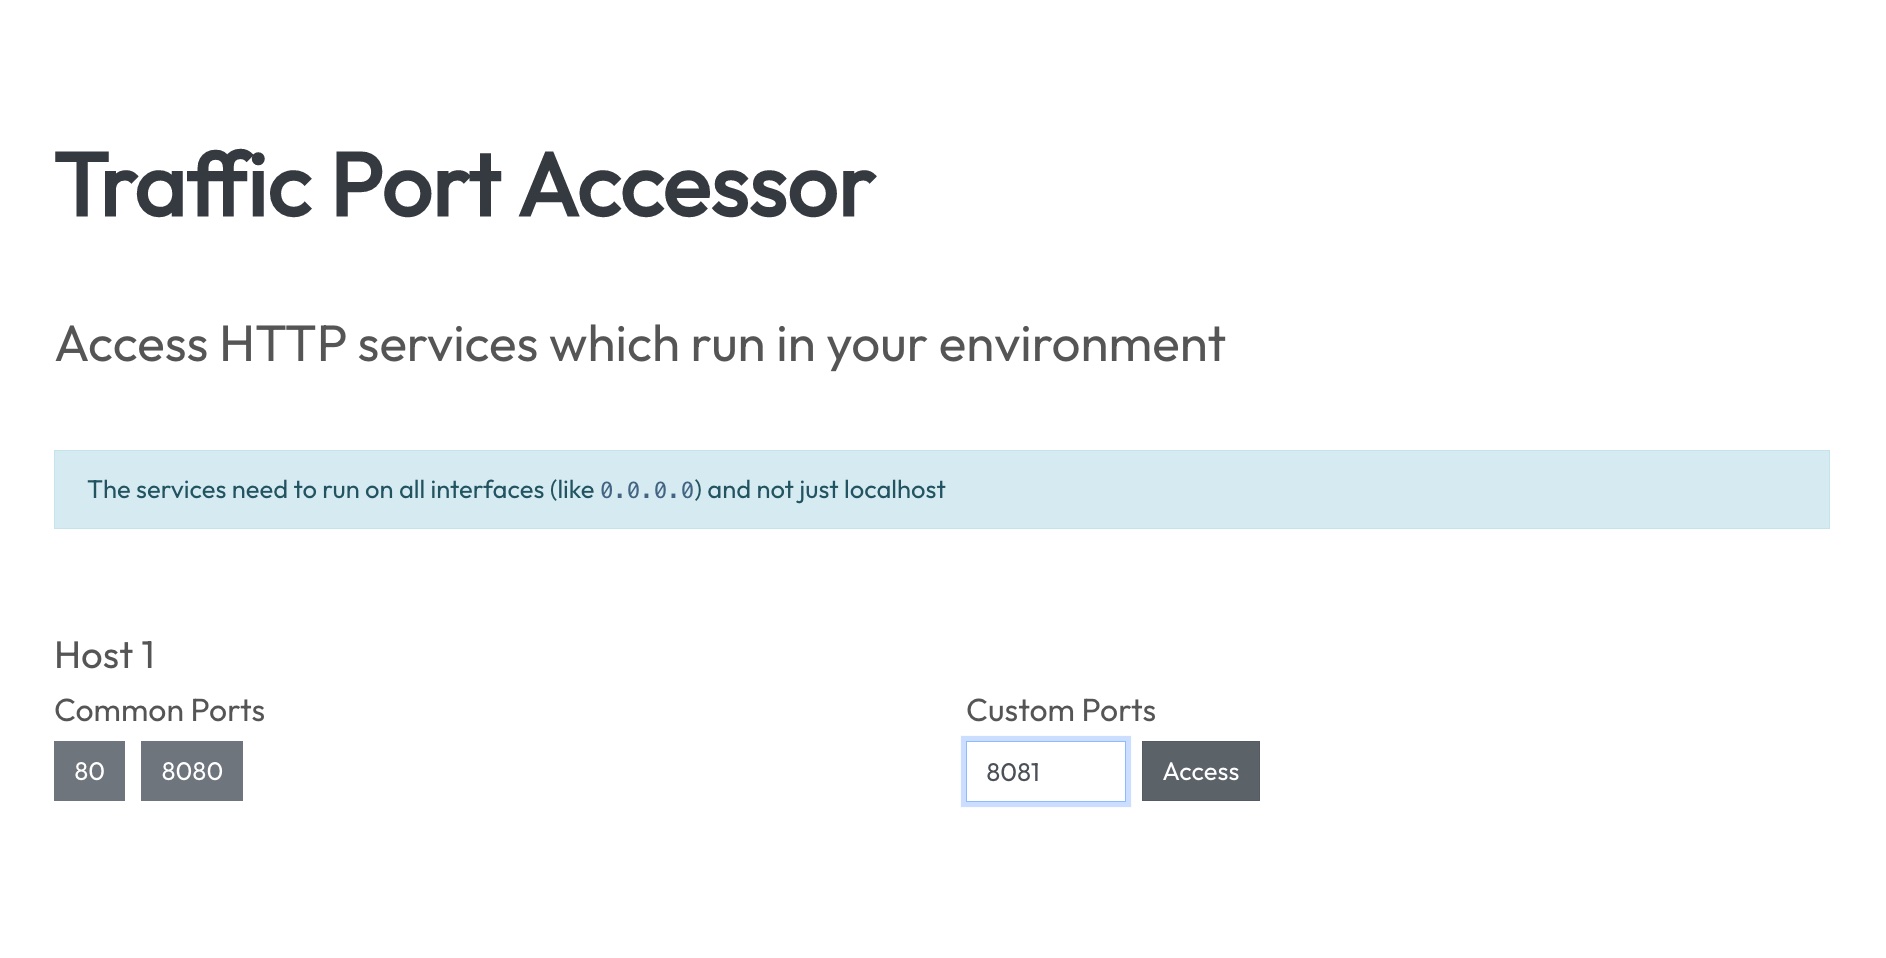 Traffic Port Accessor
Access HTTP services which run in your environment
The services need to run on all interfaces (like 0.0.0.0) and not just localhost
Host 1
Common Ports
80 8080
Custom Ports
8081 Access